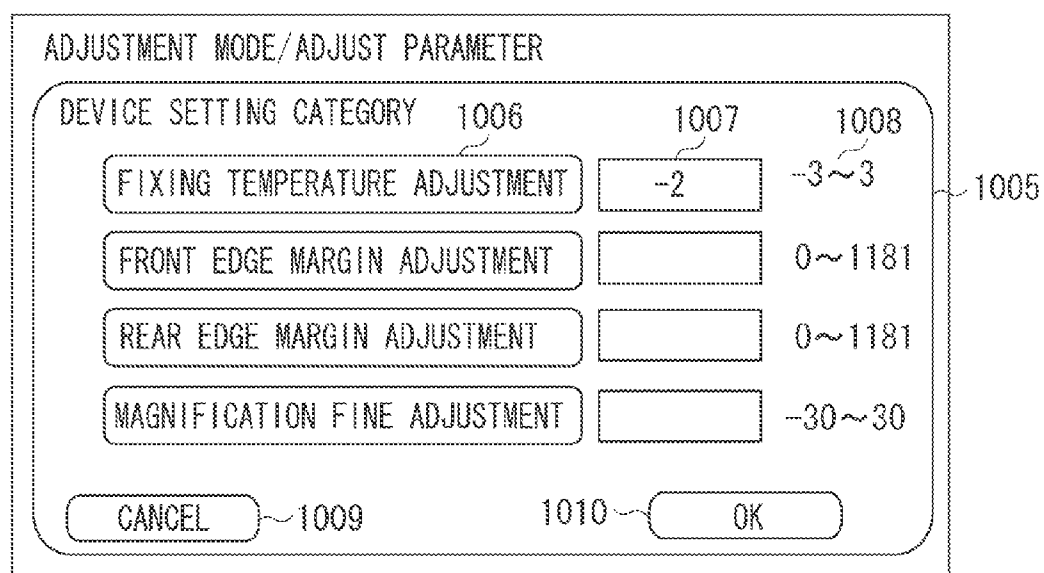 ADJUSTMENT MODE/ADJUST PARAMETER
DEVICE SETTING CATEGORY 1006 1007 1008
FIXING TEMPERATURE ADJUSTMENT -2 -3～3 1005
FRONT EDGE MARGIN ADJUSTMENT 0～1181
REAR EDGE MARGIN ADJUSTMENT 0～1181
MAGNIFICATION FINE ADJUSTMENT -30～30
CANCEL 1009 1010 OK